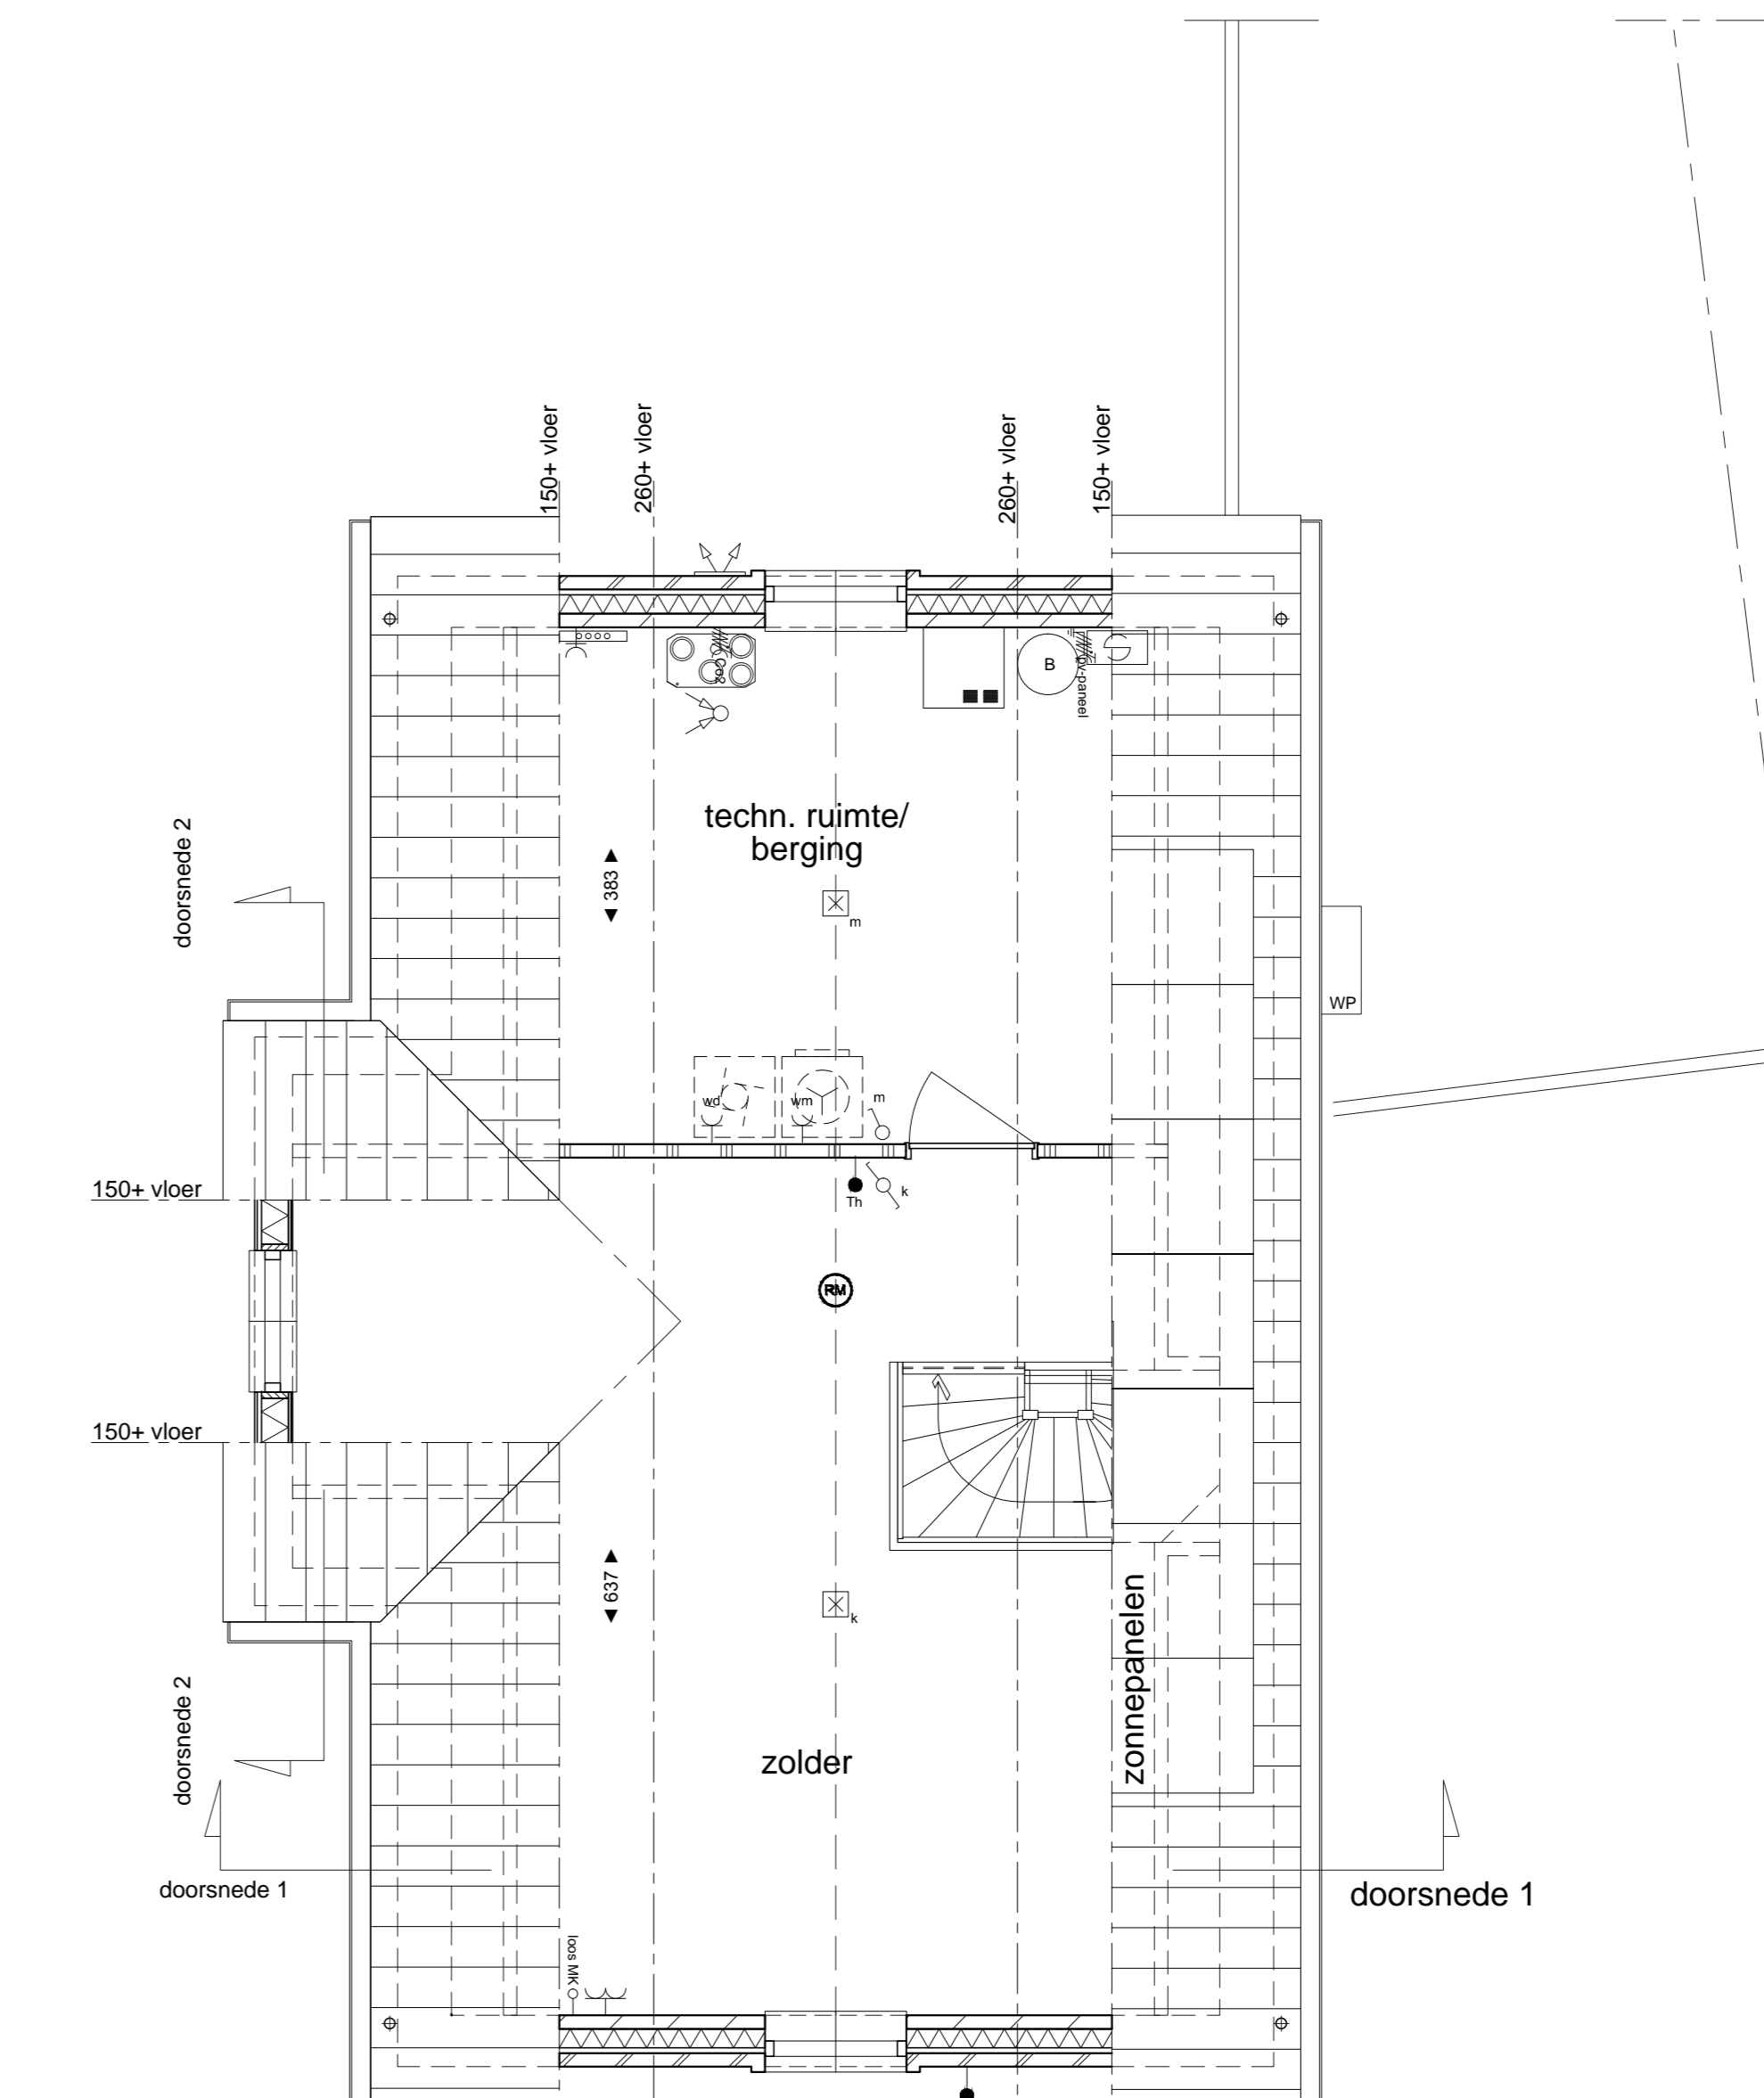 150+ vloer
260+ vloer
260+ vloer
150+ vloer
Co2
B
pv-paneel
techn. ruimte/
berging
383
m
doorsnede 2
WP
wd
wm
m
Th
k
150+ vloer
RM
150+ vloer
637
k
zonnepanelen
doorsnede 2
zolder
doorsnede 1
doorsnede 1
loos MK